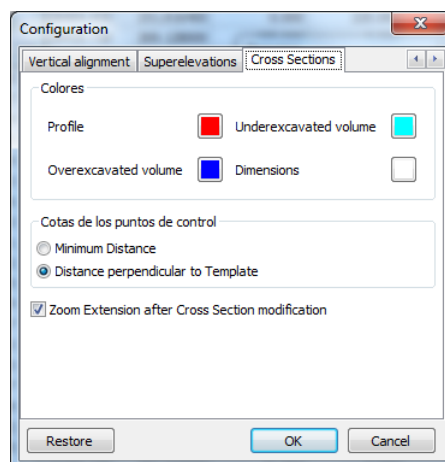 Configuration
Vertical alignment Superelevations Cross Sections
Colores
Profile Underexcavated volume
Overexcavated volume Dimensions
Cotas de los puntos de control
Minimum Distance
Distance perpendicular to Template
Zoom Extension after Cross Section modification
Restore OK Cancel